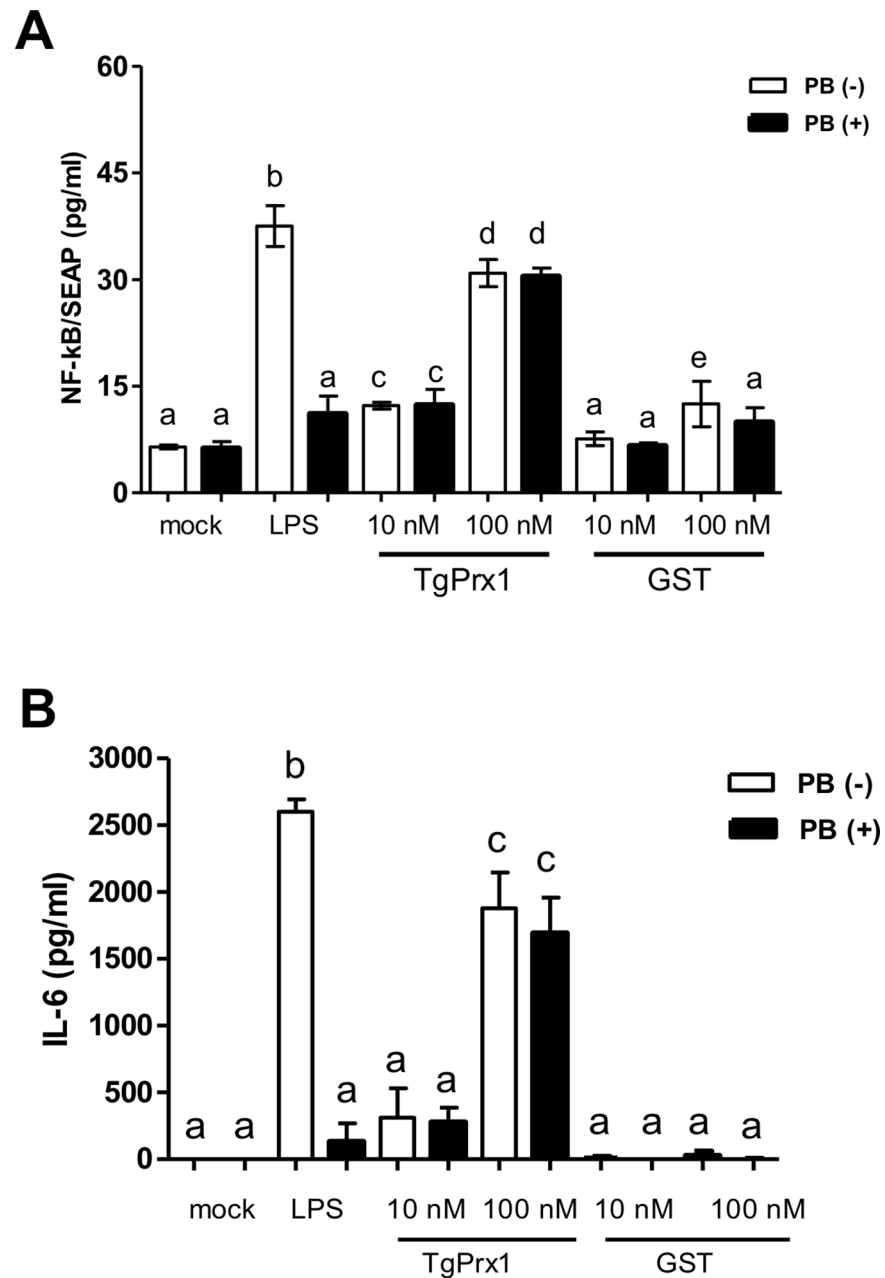 A
60
PB (-)
PB (+)
45
30
15
0
NF-kB/SEAP (pg/ml)
a a b a c c d d a a e a
mock LPS 10 nM 100 nM 10 nM 100 nM
TgPrx1 GST
B
3000
PB (-)
PB (+)
2500
2000
1500
1000
500
0
IL-6 (pg/ml)
a a b a a a c c a a a a
mock LPS 10 nM 100 nM 10 nM 100 nM
TgPrx1 GST